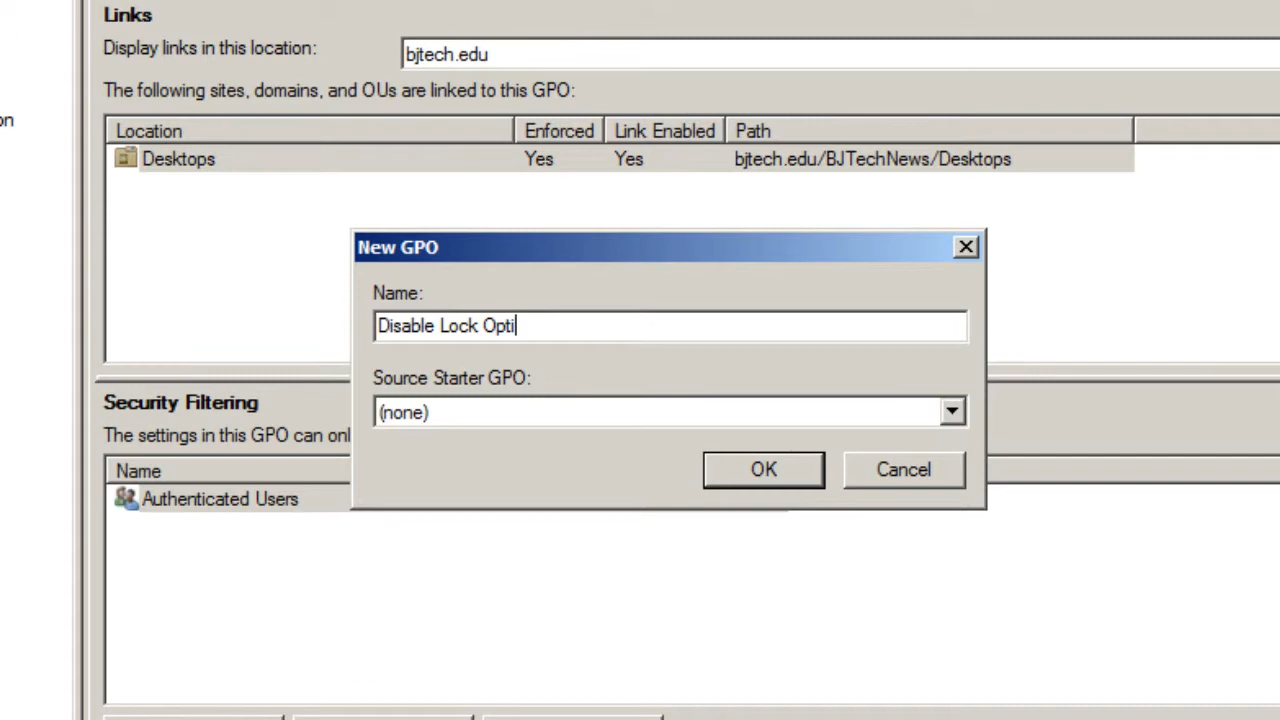 Links
Display links in this location:
bjtech.edu
The following sites, domains, and OUs are linked to this GPO:
on
Location Enforced Link Enabled Path
Desktops Yes Yes bjtech.edu/BJTechNews/Desktops
New GPO
Name:
Disable Lock Opti
Source Starter GPO:
(none)
OK Cancel
Security Filtering
The settings in this GPO can onl
Name
Authenticated Users